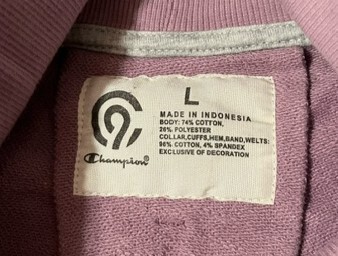 L
MADE IN INDONESIA
BODY: 74% COTTON,
26% POLYESTER
COLLAR,CUFFS,HEM,BAND,WELTS:
96% COTTON, 4% SPANDEX
EXCLUSIVE OF DECORATION
C9
Champion®